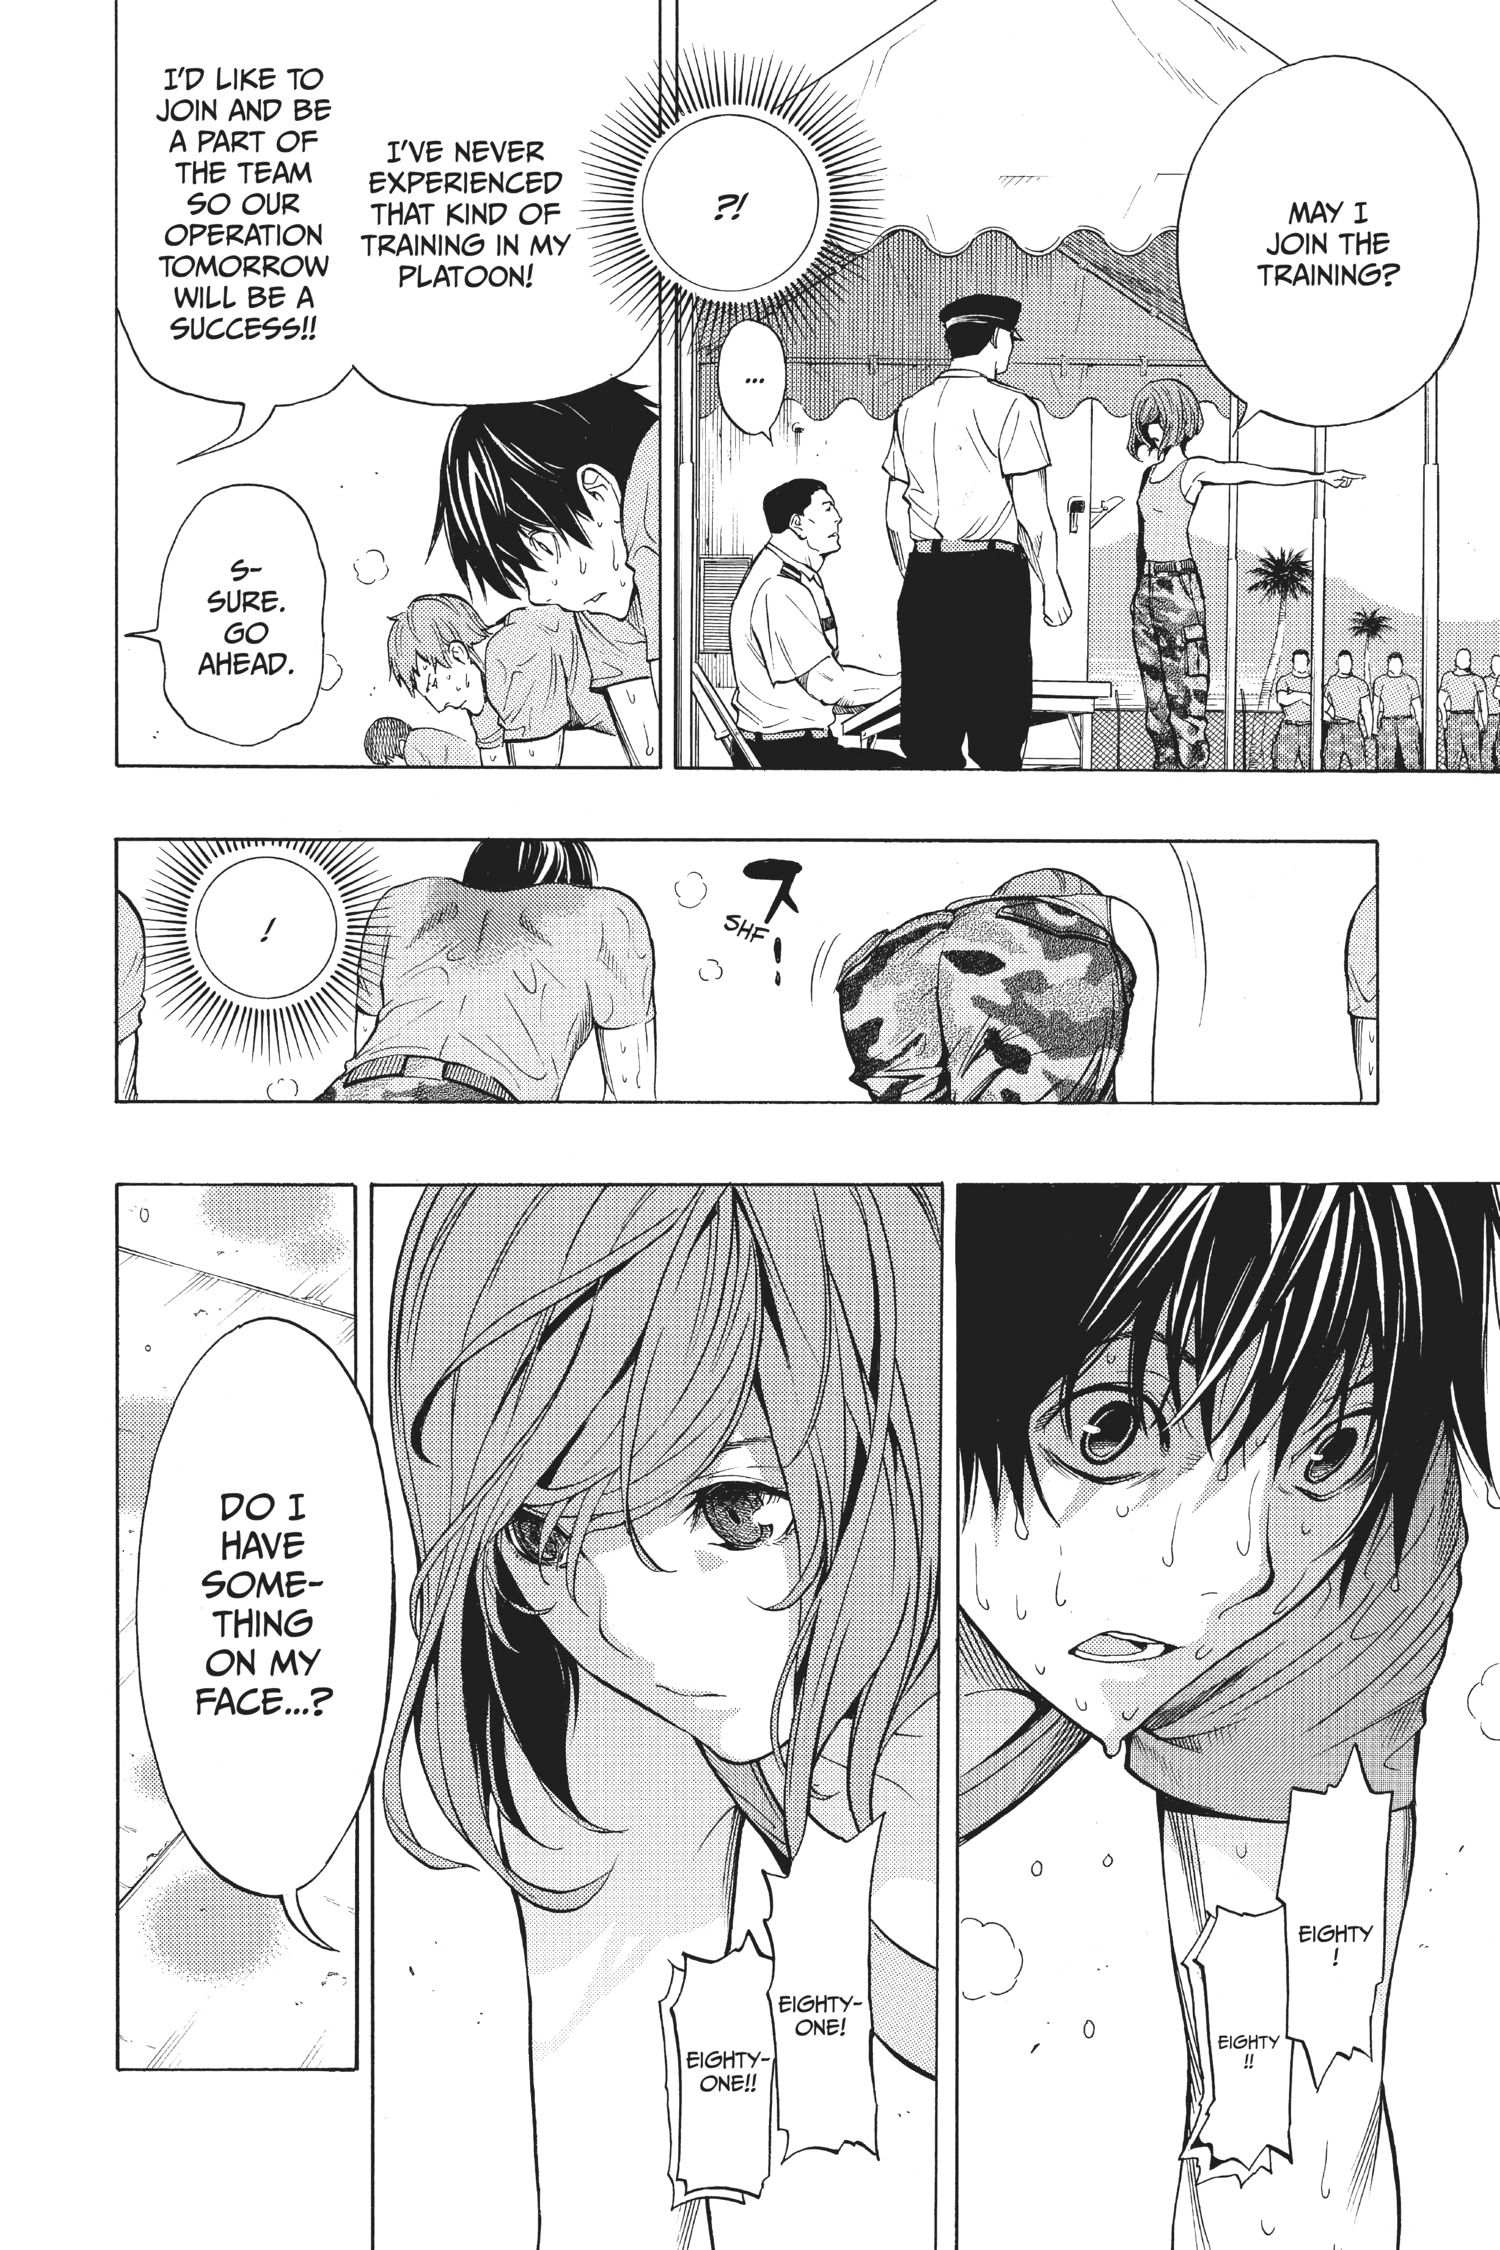 MAY I
JOIN THE
TRAINING?
?!
...
I'VE NEVER
EXPERIENCED
THAT KIND OF
TRAINING IN MY
PLATOON!
I'D LIKE TO
JOIN AND BE
A PART OF
THE TEAM
SO OUR
OPERATION
TOMORROW
WILL BE A
SUCCESS!!
S-
SURE.
GO
AHEAD.
ス
SHF
!
EIGHTY
!
EIGHTY
!!
EIGHTY-
ONE!
EIGHTY-
ONE!!
DO I
HAVE
SOME-
THING
ON MY
FACE...?